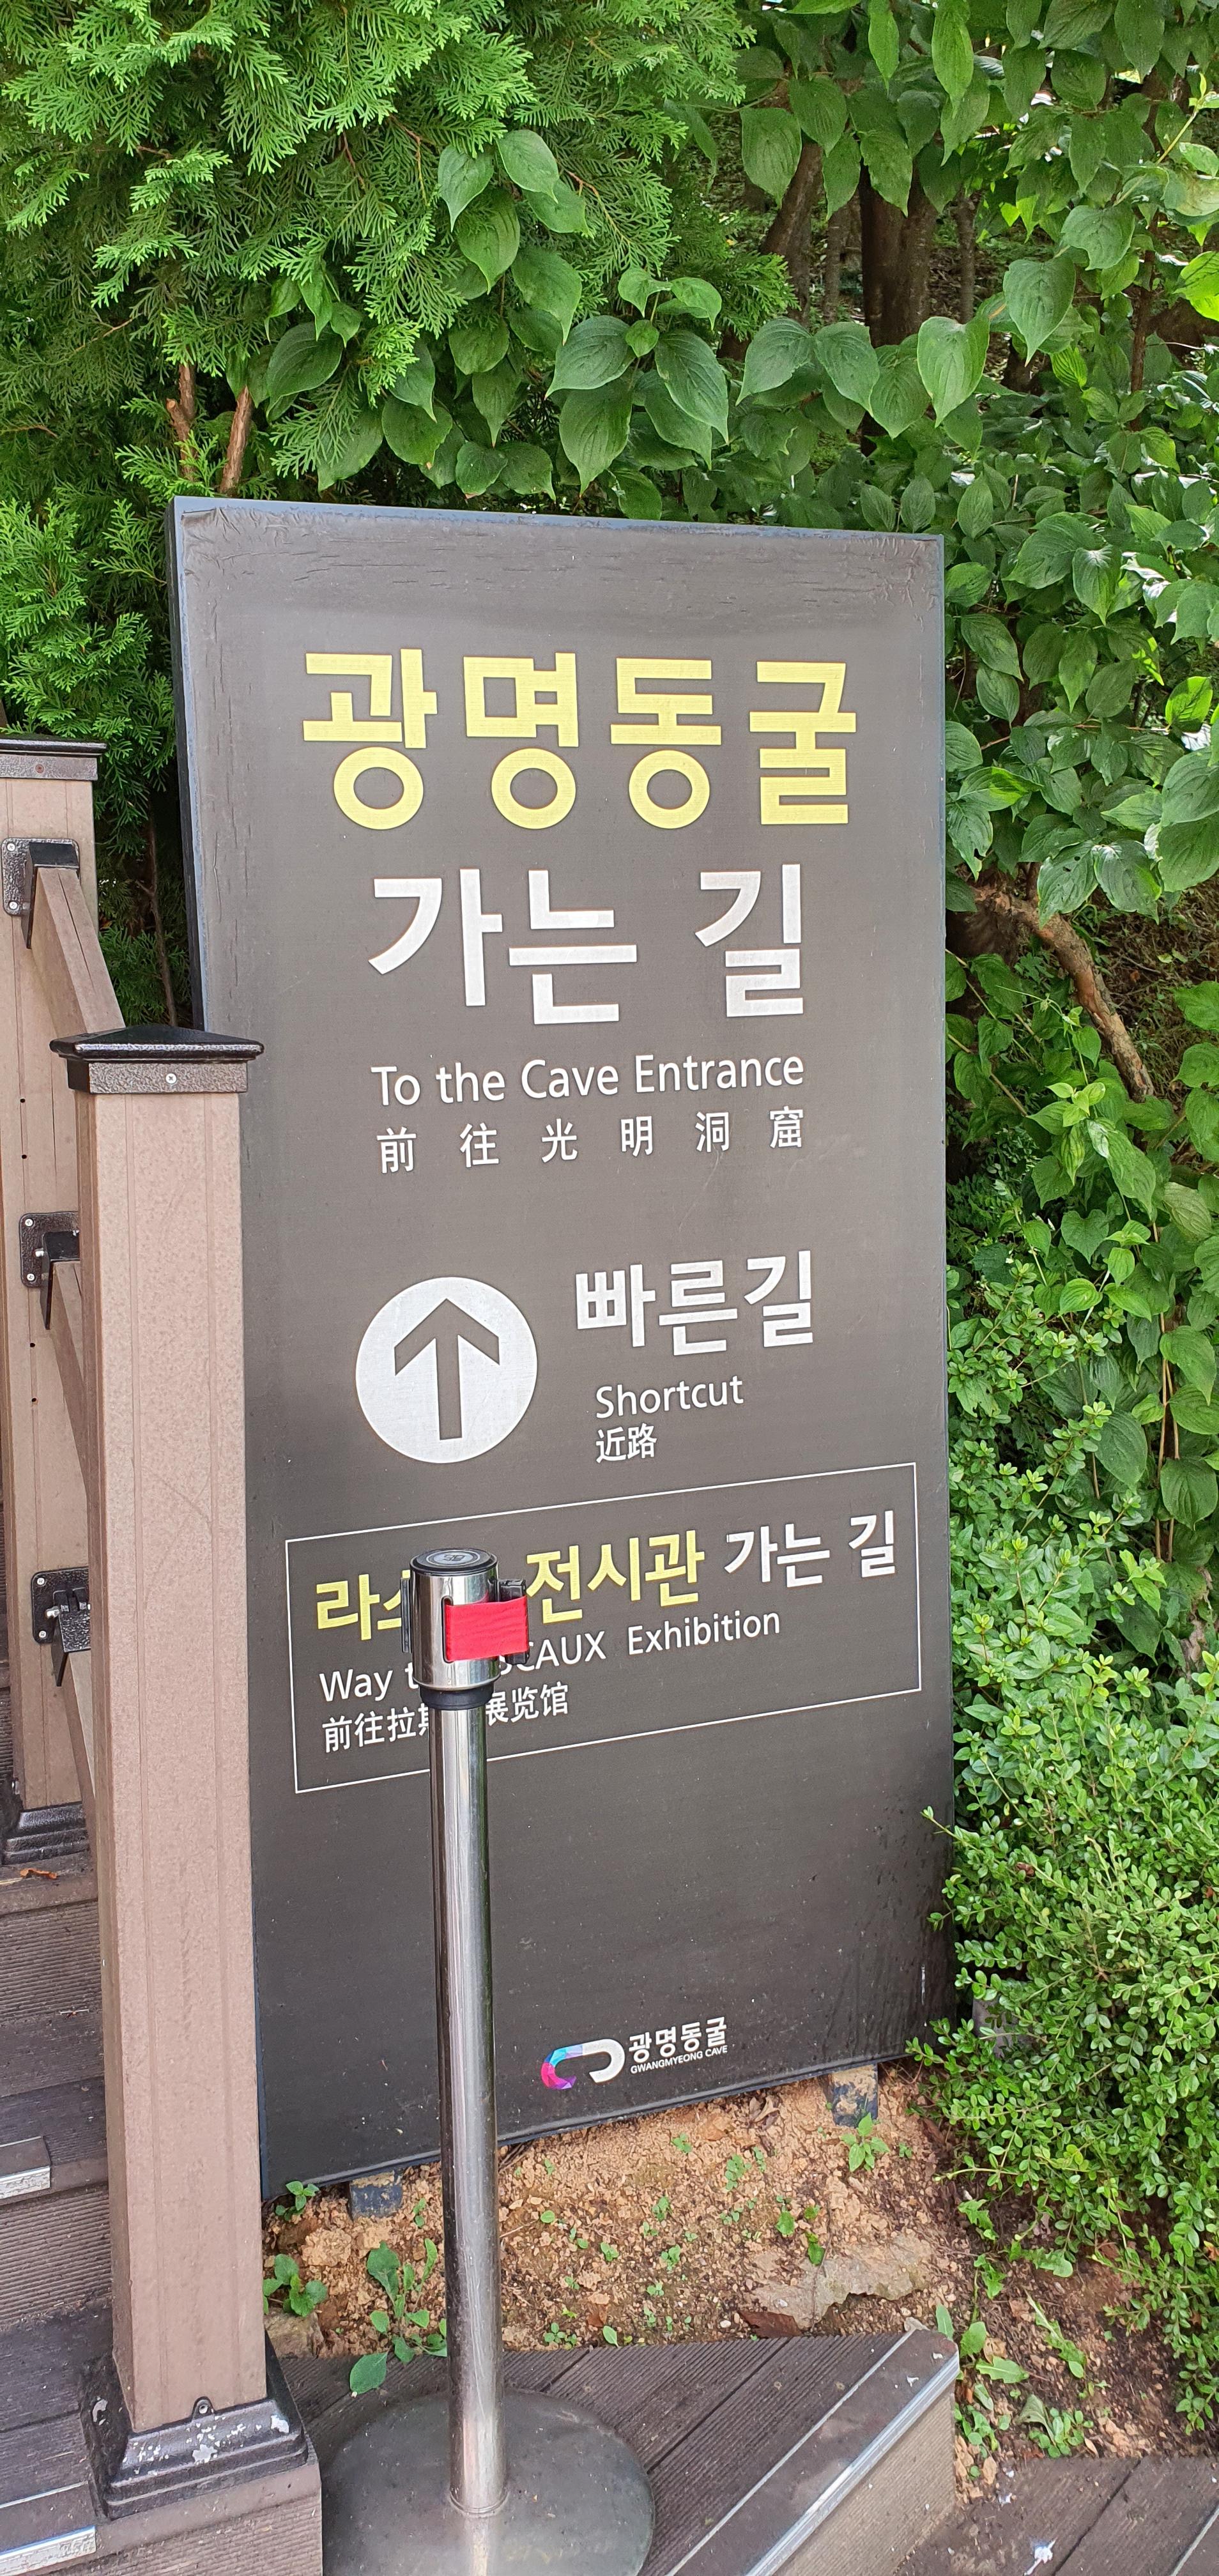 광명동굴
가는 길
To the Cave Entrance
前往光明洞窟
빠른길
Shortcut
近路
전시관 가는 길
Way Exhibition
前往 展览馆
광명동굴
GWANGMYEONG CAVE